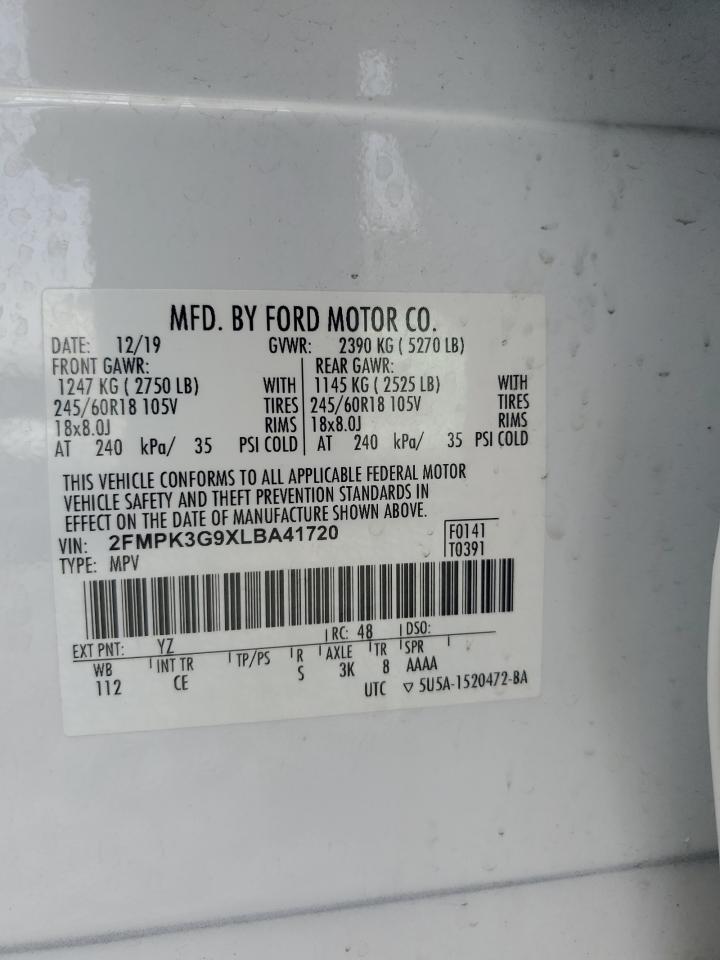 MFD. BY FORD MOTOR CO.
DATE: 12/19 GVWR: 2390 KG ( 5270 LB)
FRONT GAWR: REAR GAWR:
1247 KG ( 2750 LB) WITH 1145 KG ( 2525 LB) WITH
245/60R18 105V TIRES 245/60R18 105V TIRES
18x8.0J RIMS 18x8.0J RIMS
AT 240 kPa/ 35 PSI COLD AT 240 kPa/ 35 PSI COLD
THIS VEHICLE CONFORMS TO ALL APPLICABLE FEDERAL MOTOR
VEHICLE SAFETY AND THEFT PREVENTION STANDARDS IN
EFFECT ON THE DATE OF MANUFACTURE SHOWN ABOVE.
VIN: 2FMPK3G9XLBA41720 F0141
TYPE: MPV T0391
EXT PNT: YZ RC: 48 DSO:
WB INT TR TP/PS R AXLE TR SPR
112 CE S 3K 8 AAAA
UTC ▽ 5U5A-1520472-BA